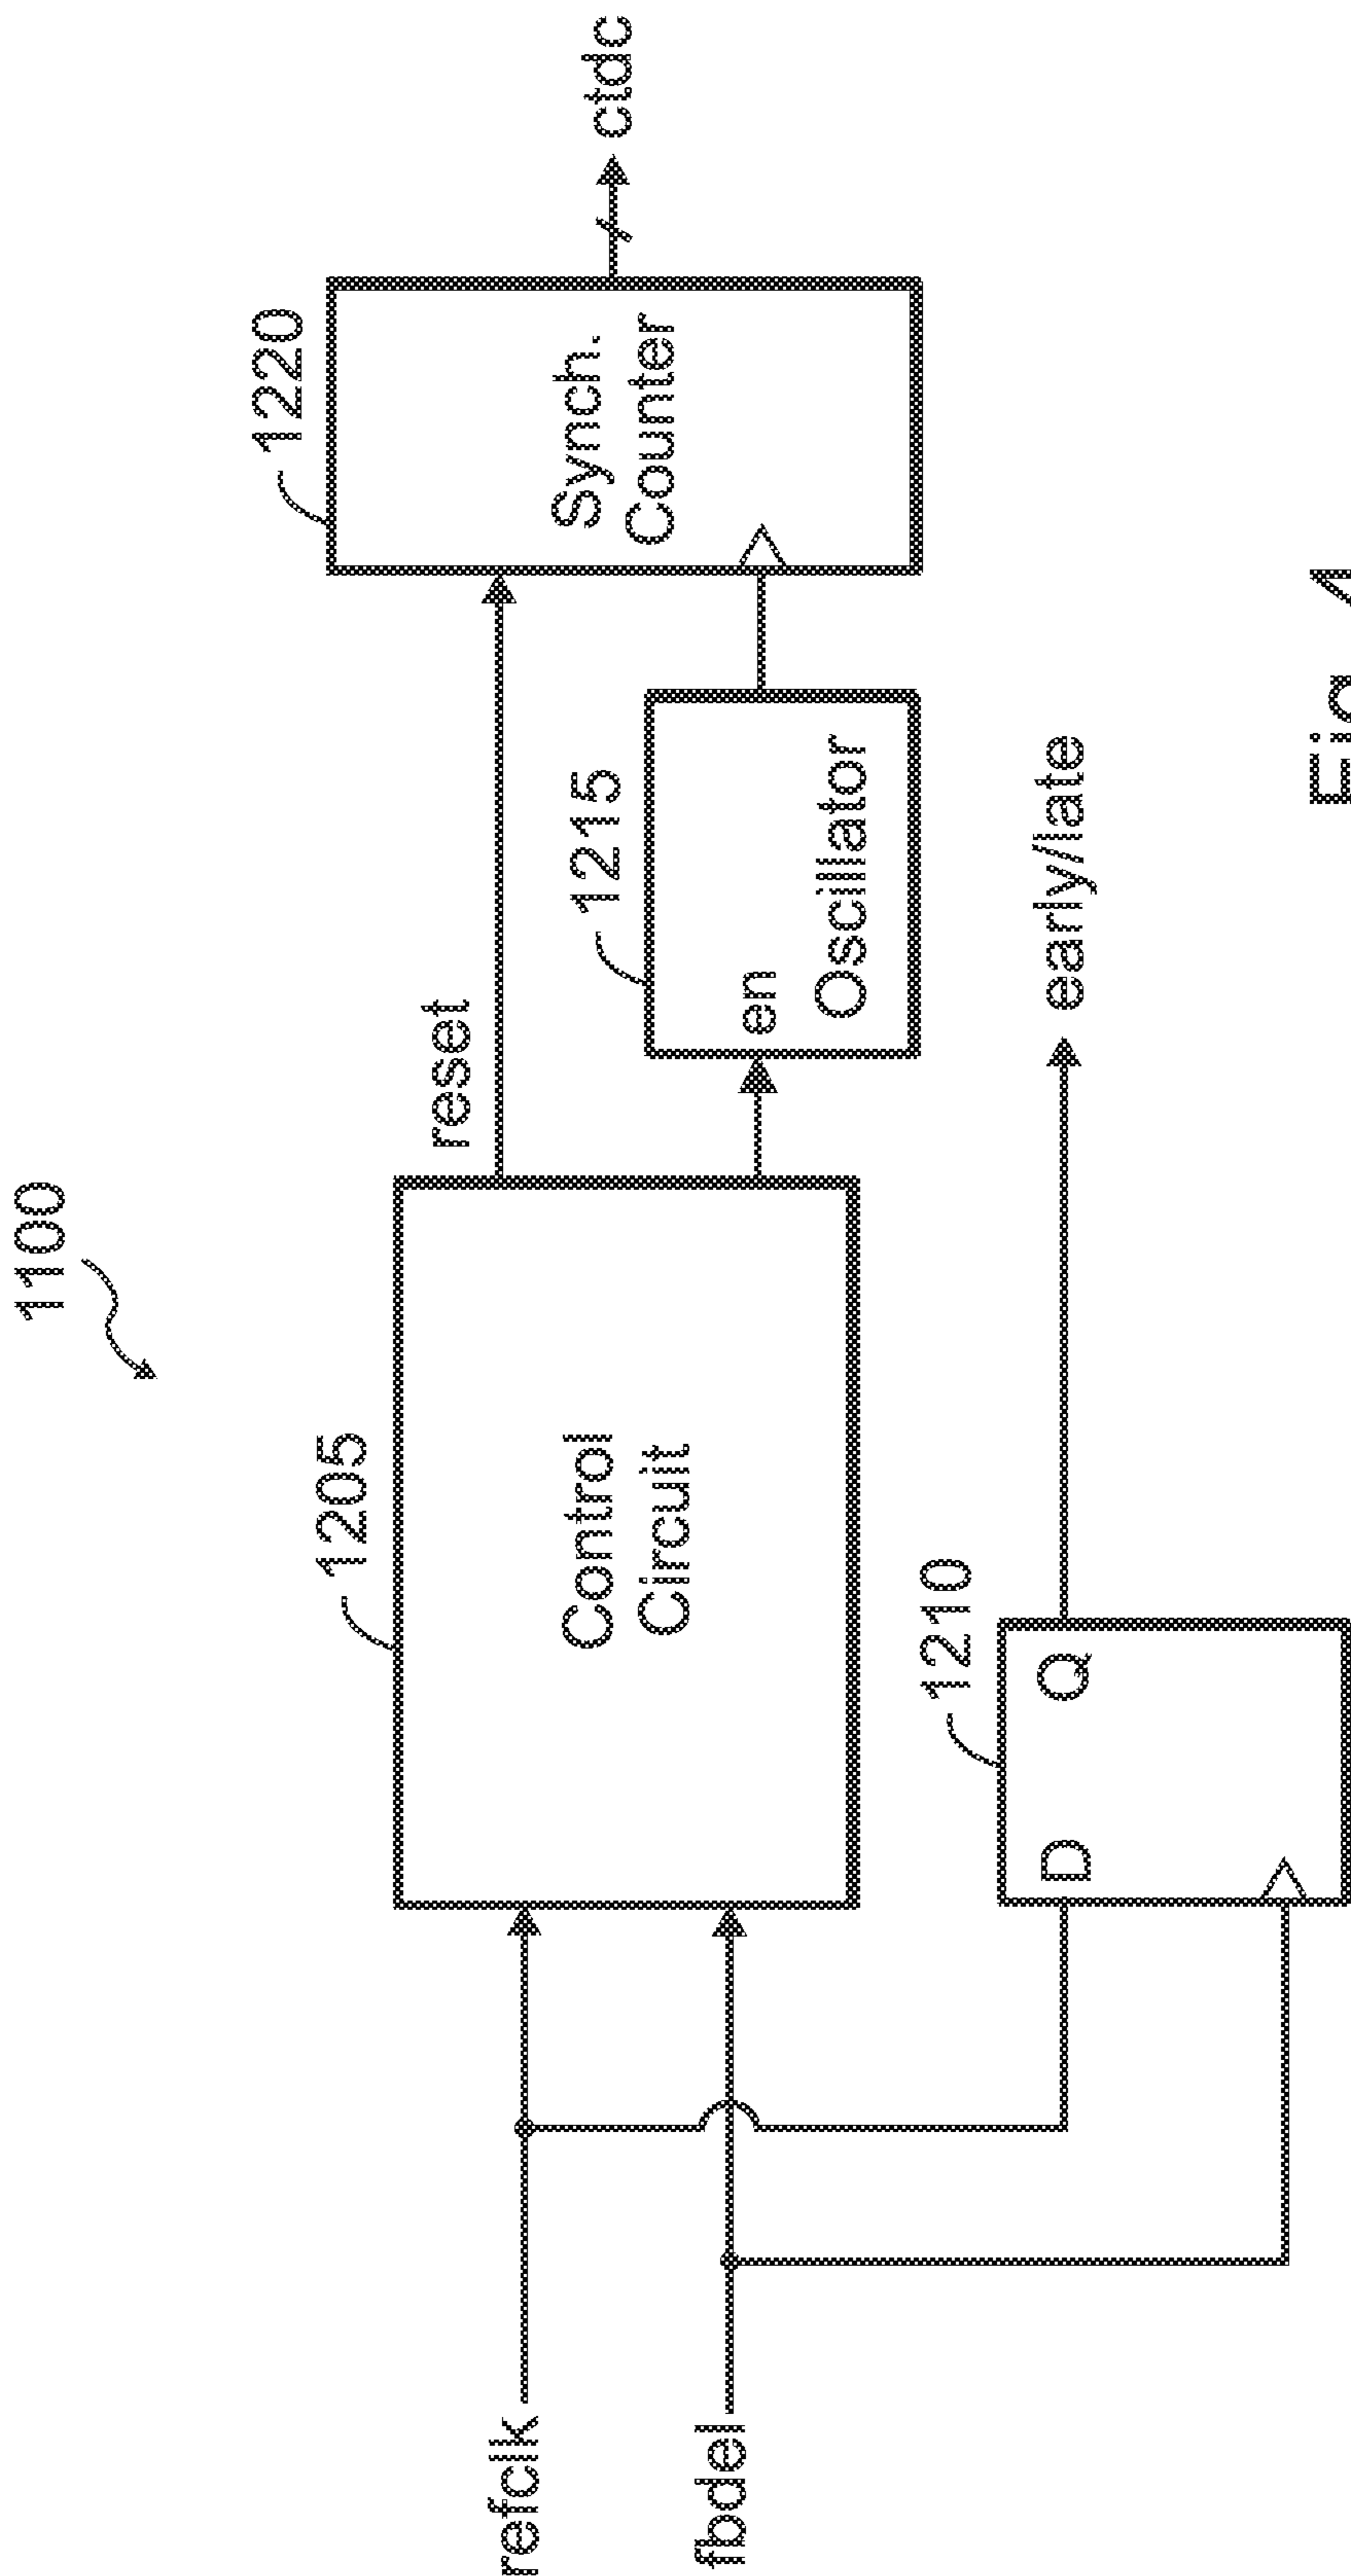 1100
refclk
fbdel
1205
Control
Circuit
reset
1220
Synch.
Counter
ctdc
1215
en
Oscillator
1210
D
Q
early/late